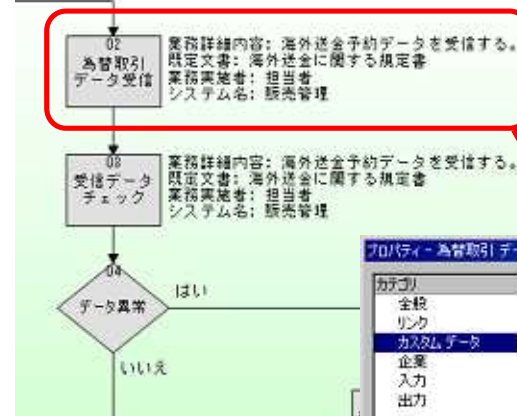 02
為替取引
データ受信
業務詳細内容: 海外送金予約データを受信する。
既定文書: 海外送金に関する規定書
業務実施者: 担当者
システム名:販売管理
03
受信データ
チェック
業務詳細内容: 海外送金予約データを受信する。
既定文書: 海外送金に関する規定書
業務実施者: 担当者
システム名: 販売管理
04
データ異常
はい
いいえ
プロパティ - 為替取引 デー
カテゴリ
全般
リンク
カスタム データ
企業
入力
出力